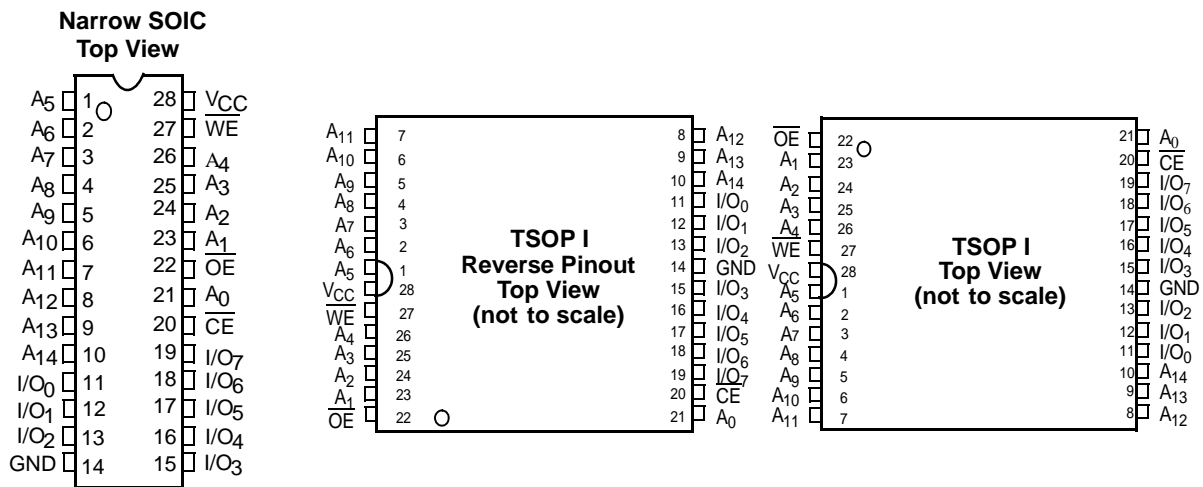 Narrow SOIC
Top View
A5 1 28 VCC
A6 2 27 WE
A7 3 26 A4
A8 4 25 A3
A9 5 24 A2
A10 6 23 A1
A11 7 22 OE
A12 8 21 A0
A13 9 20 CE
A14 10 19 I/O7
I/O0 11 18 I/O6
I/O1 12 17 I/O5
I/O2 13 16 I/O4
GND 14 15 I/O3
A11 7 8 A12
A10 6 9 A13
A9 5 10 A14
A8 4 11 I/O0
A7 3 12 I/O1
A6 2 13 I/O2
A5 1 14 GND
VCC 28 15 I/O3
WE 27 16 I/O4
A4 26 17 I/O5
A3 25 18 I/O6
A2 24 19 I/O7
A1 23 20 CE
OE 22 21 A0
TSOP I
Reverse Pinout
Top View
(not to scale)
OE 22 21 A0
A1 23 20 CE
A2 24 19 I/O7
A3 25 18 I/O6
A4 26 17 I/O5
WE 27 16 I/O4
VCC 28 15 I/O3
A5 1 14 GND
A6 2 13 I/O2
A7 3 12 I/O1
A8 4 11 I/O0
A9 5 10 A14
A10 6 9 A13
A11 7 8 A12
TSOP I
Top View
(not to scale)